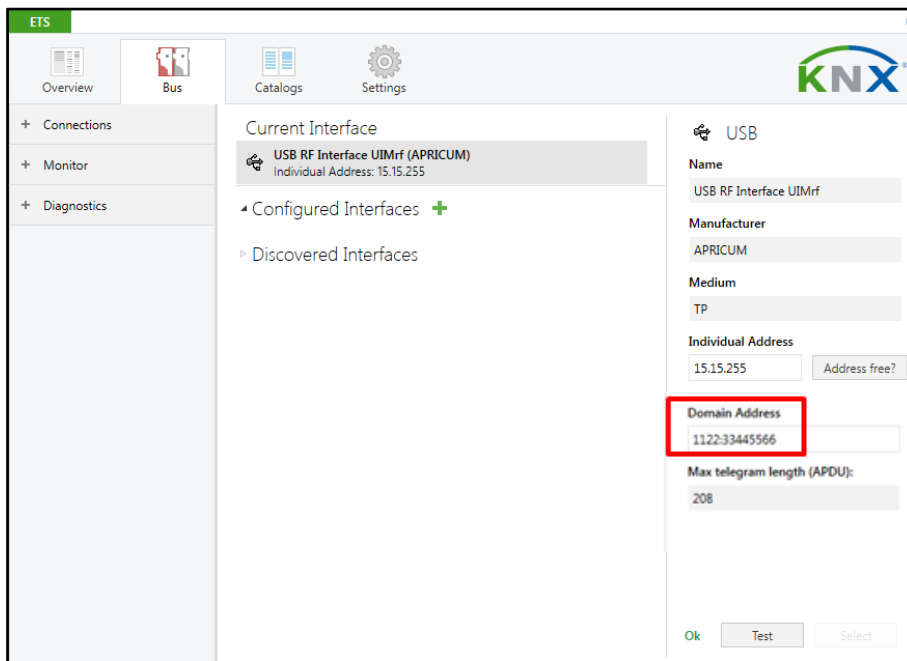 ETS
Overview
Bus
Catalogs
Settings
KNX®
+ Connections
+ Monitor
+ Diagnostics
Current Interface
USB RF Interface UIMrf (APRICUM)
Individual Address: 15.15.255
Configured Interfaces +
Discovered Interfaces
USB
Name
USB RF Interface UIMrf
Manufacturer
APRICUM
Medium
TP
Individual Address
15.15.255 Address free?
Domain Address
1122:33445566
Max telegram length (APDU):
208
Ok Test Select